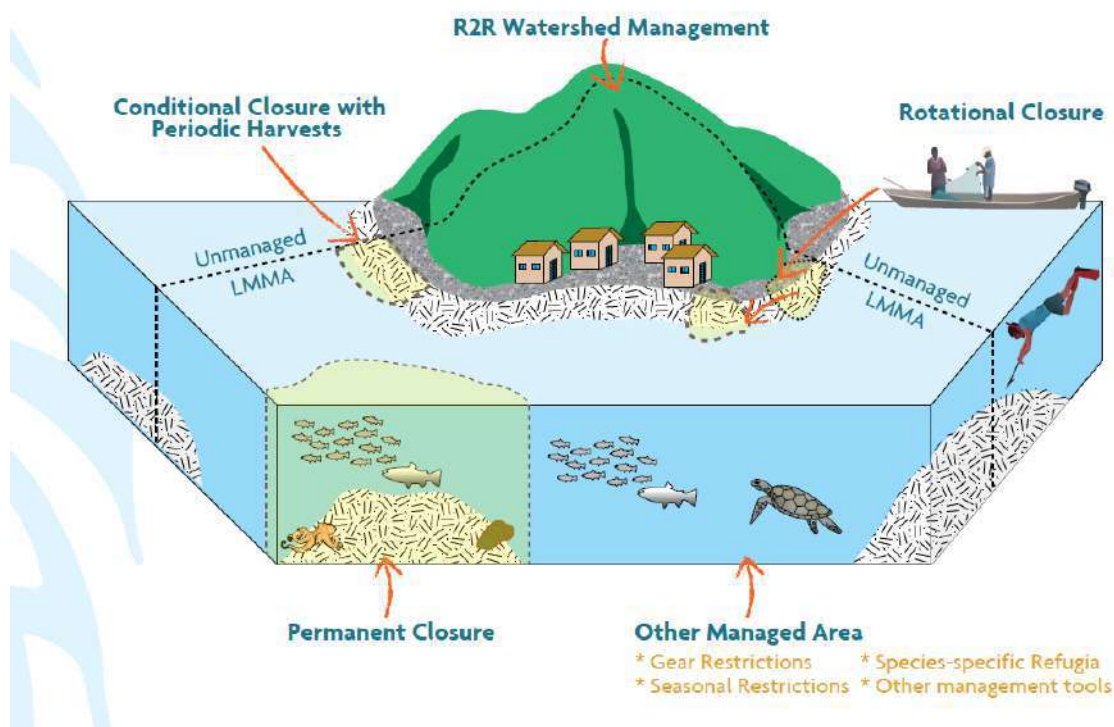 R2R Watershed Management
Conditional Closure with
Periodic Harvests
Rotational Closure
Unmanaged
LMMA
Unmanaged
LMMA
Permanent Closure
Other Managed Area
* Gear Restrictions
* Species-specific Refugia
* Seasonal Restrictions
* Other management tools